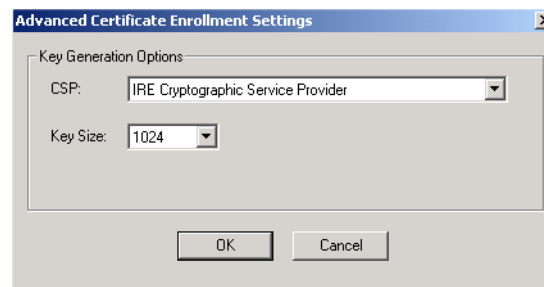 Advanced Certificate Enrollment Settings
Key Generation Options
CSP: IRE Cryptographic Service Provider
Key Size: 1024
OK Cancel